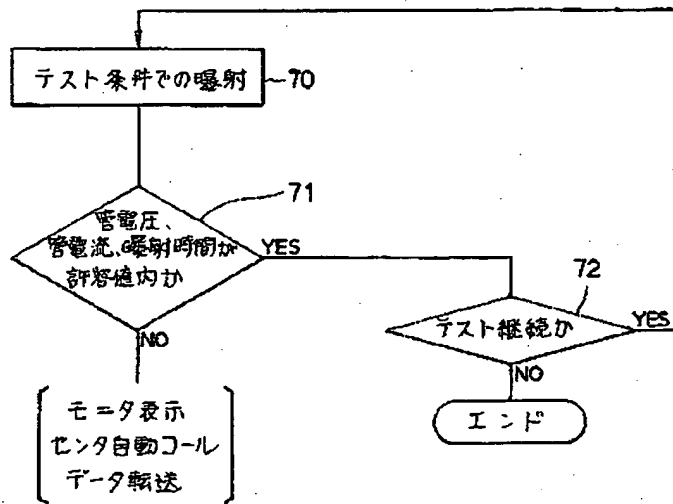 テスト条件での曝射
70
71
管電圧、
管電流、曝射時間が
許容値内か
YES
NO
72
テスト継続か
YES
NO
エンド
モニタ表示
センタ自動コール
データ転送